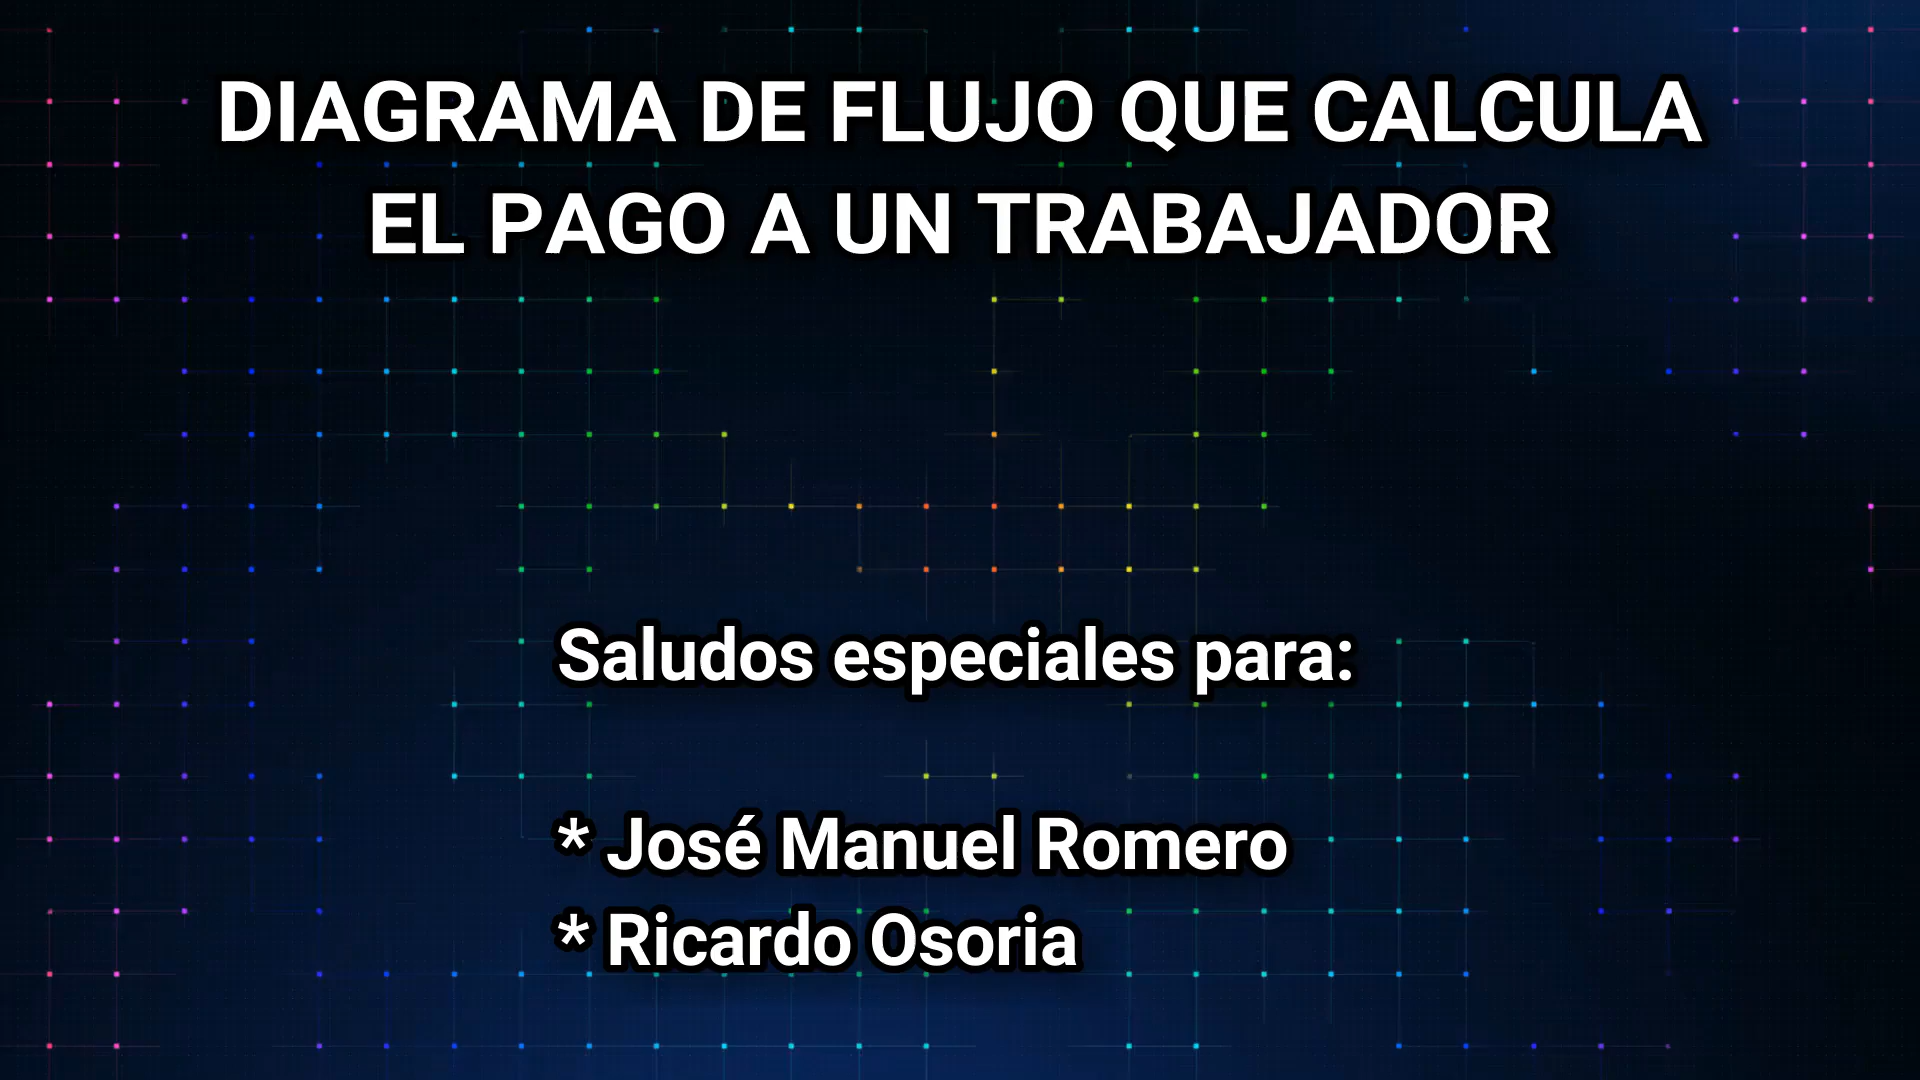 DIAGRAMA DE FLUJO QUE CALCULA
EL PAGO A UN TRABAJADOR
Saludos especiales para:
* José Manuel Romero
* Ricardo Osoria